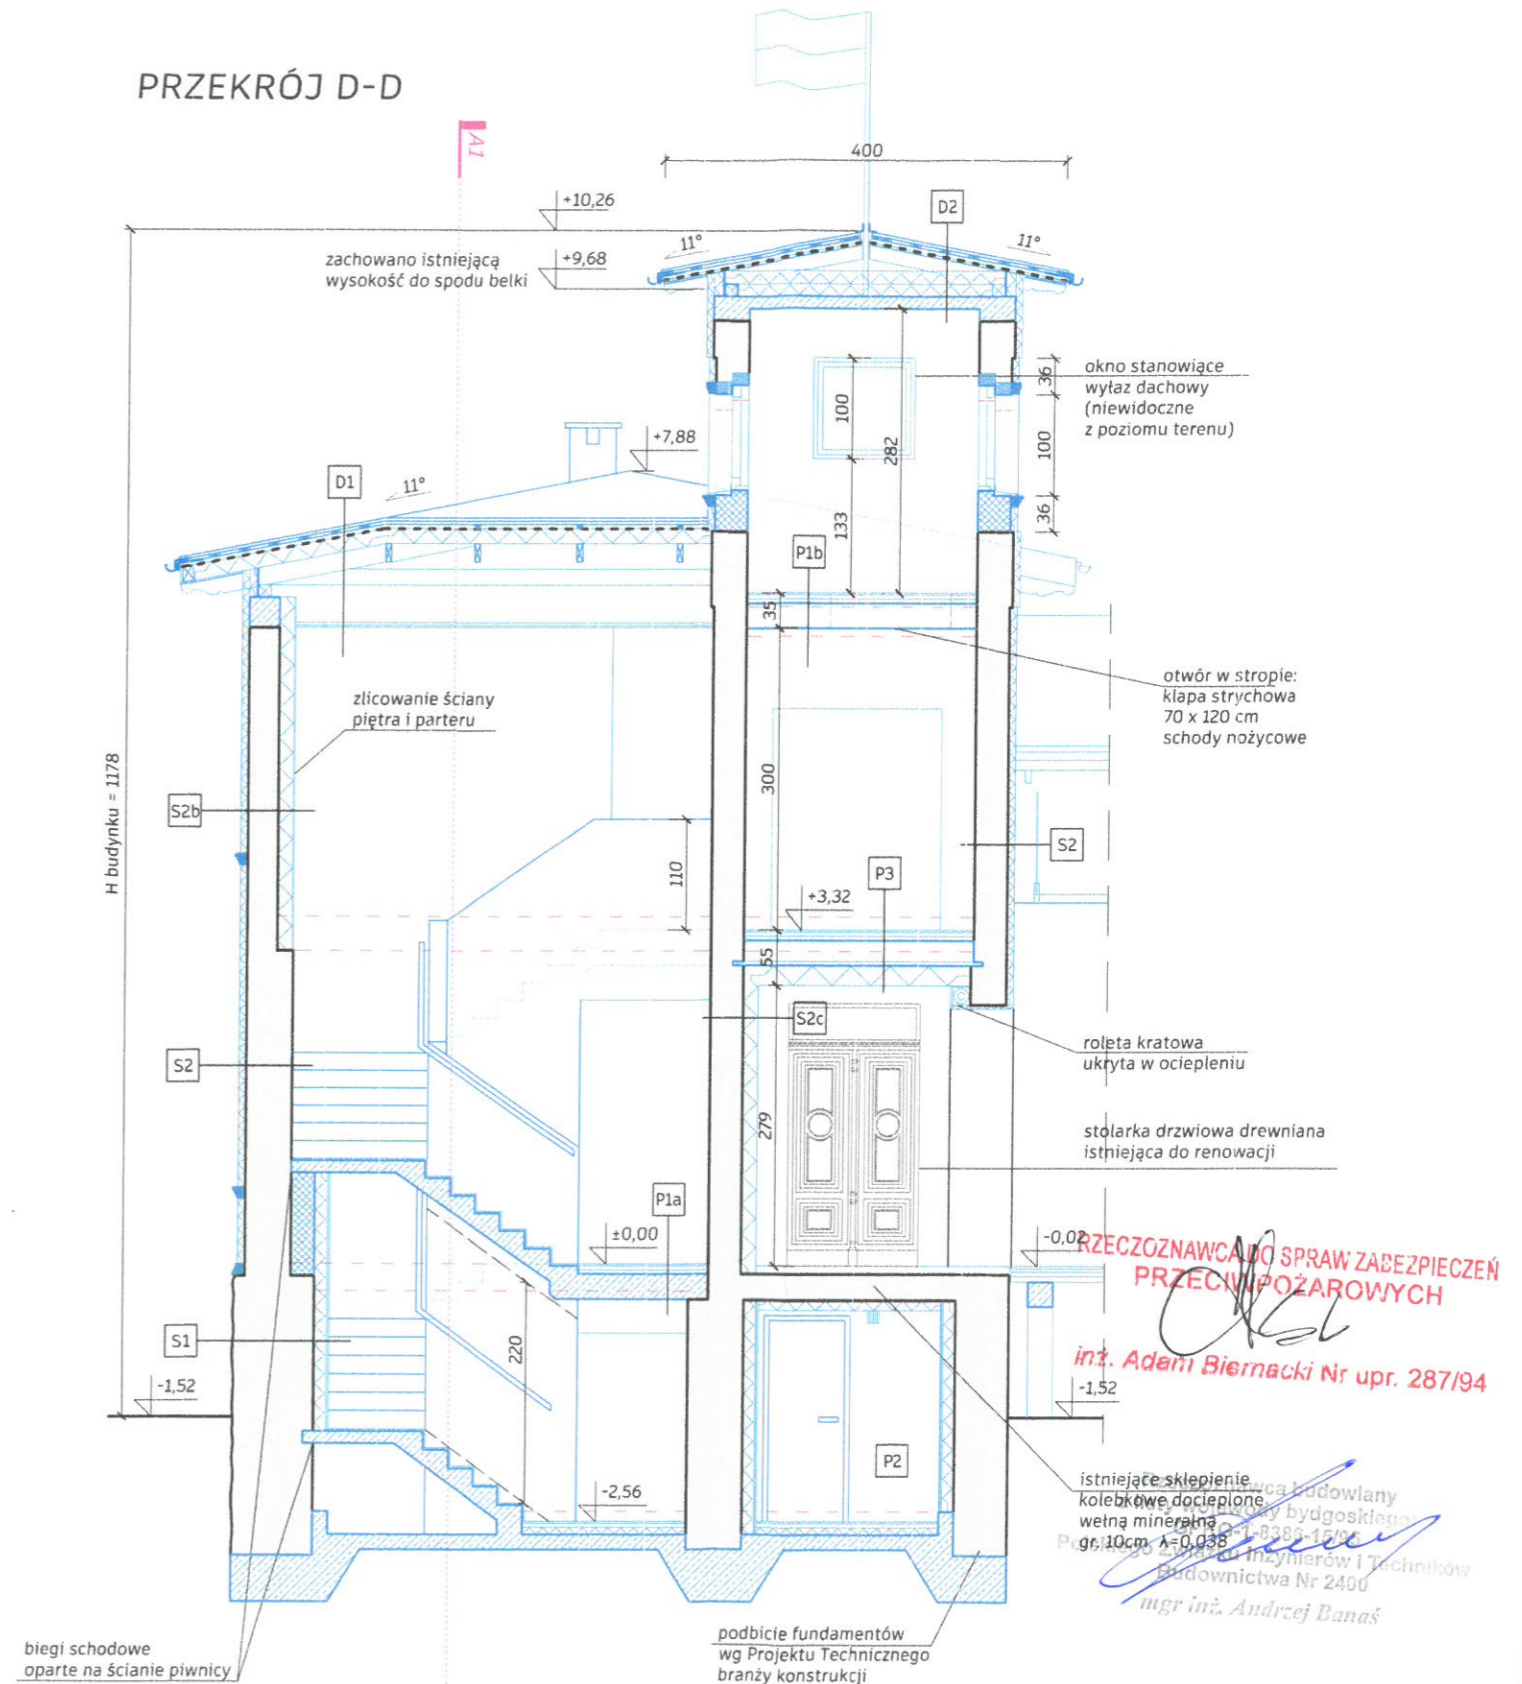 PRZEKRÓJ D-D
A1
400
+10,26
D2
11°
11°
zachowano istniejącą
wysokość do spodu belki
+9,68
okno stanowiące
wyłaz dachowy
(niewidoczne
z poziomu terenu)
36
100
282
100
+7,88
D1
11°
36
133
P1b
35
otwór w stropie:
klapa strychowa
70 x 120 cm
schody nożycowe
zlicowanie ściany
piętra i parteru
H budynku = 1178
300
S2b
110
S2
P3
+3,32
55
S2c
S2
roleta kratowa
ukryta w ociepleniu
279
stolarka drzwiowa drewniana
istniejąca do renowacji
P1a
±0,00
-0,02
RZECZOZNAWCA DO SPRAW ZABEZPIECZEŃ
PRZECIWPOŻAROWYCH
S1
220
inż. Adam Biernacki Nr upr. 287/94
-1,52
-1,52
P2
-2,56
istniejące sklepienie
kolebkowe docieplone
wełną mineralną
gr. 10cm λ=0,038
budowlany
bydgoskiego
Polskiego Związku Inżynierów i Techników
Budownictwa Nr 2400
mgr inż. Andrzej Banaś
podbicie fundamentów
wg Projektu Technicznego
branży konstrukcji
biegi schodowe
oparte na ścianie piwnicy